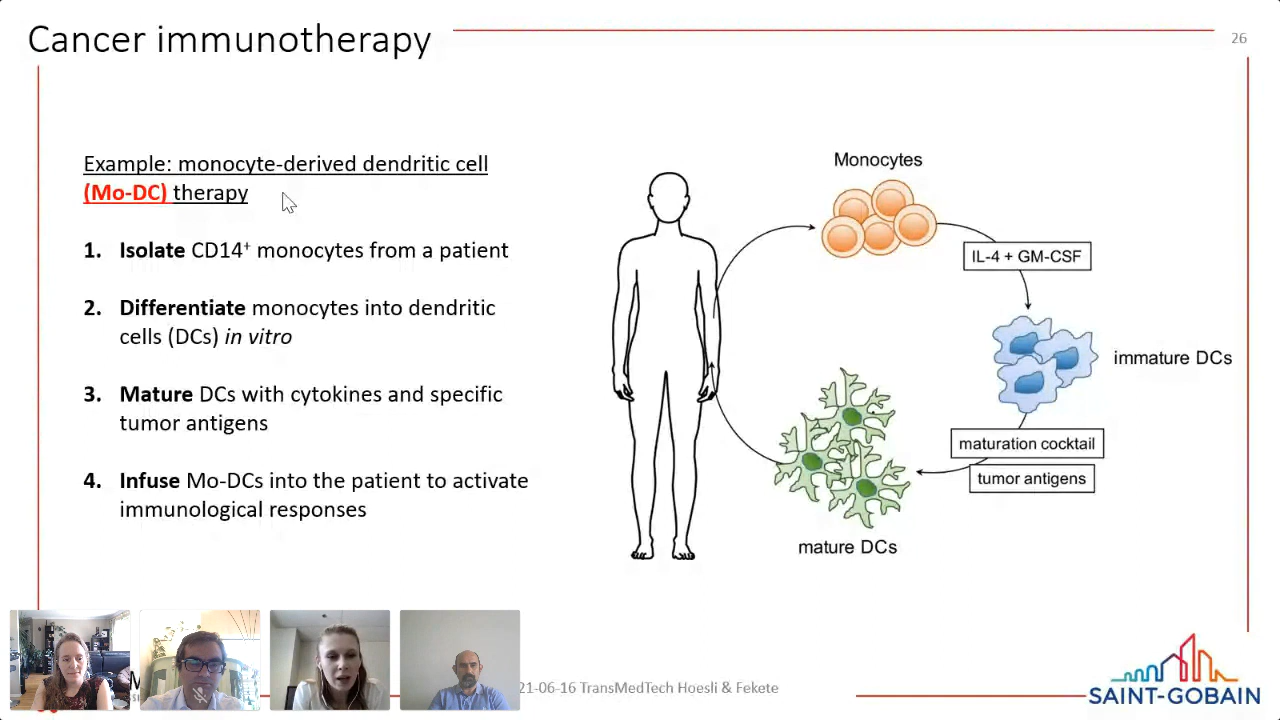 Cancer immunotherapy
26
Example: monocyte-derived dendritic cell
(Mo-DC) therapy
1. Isolate CD14+ monocytes from a patient
2. Differentiate monocytes into dendritic
cells (DCs) in vitro
3. Mature DCs with cytokines and specific
tumor antigens
4. Infuse Mo-DCs into the patient to activate
immunological responses
Monocytes
IL-4 + GM-CSF
immature DCs
maturation cocktail
tumor antigens
mature DCs
21-06-16 TransMedTech Hoesli & Fekete
SAINT-GOBAIN